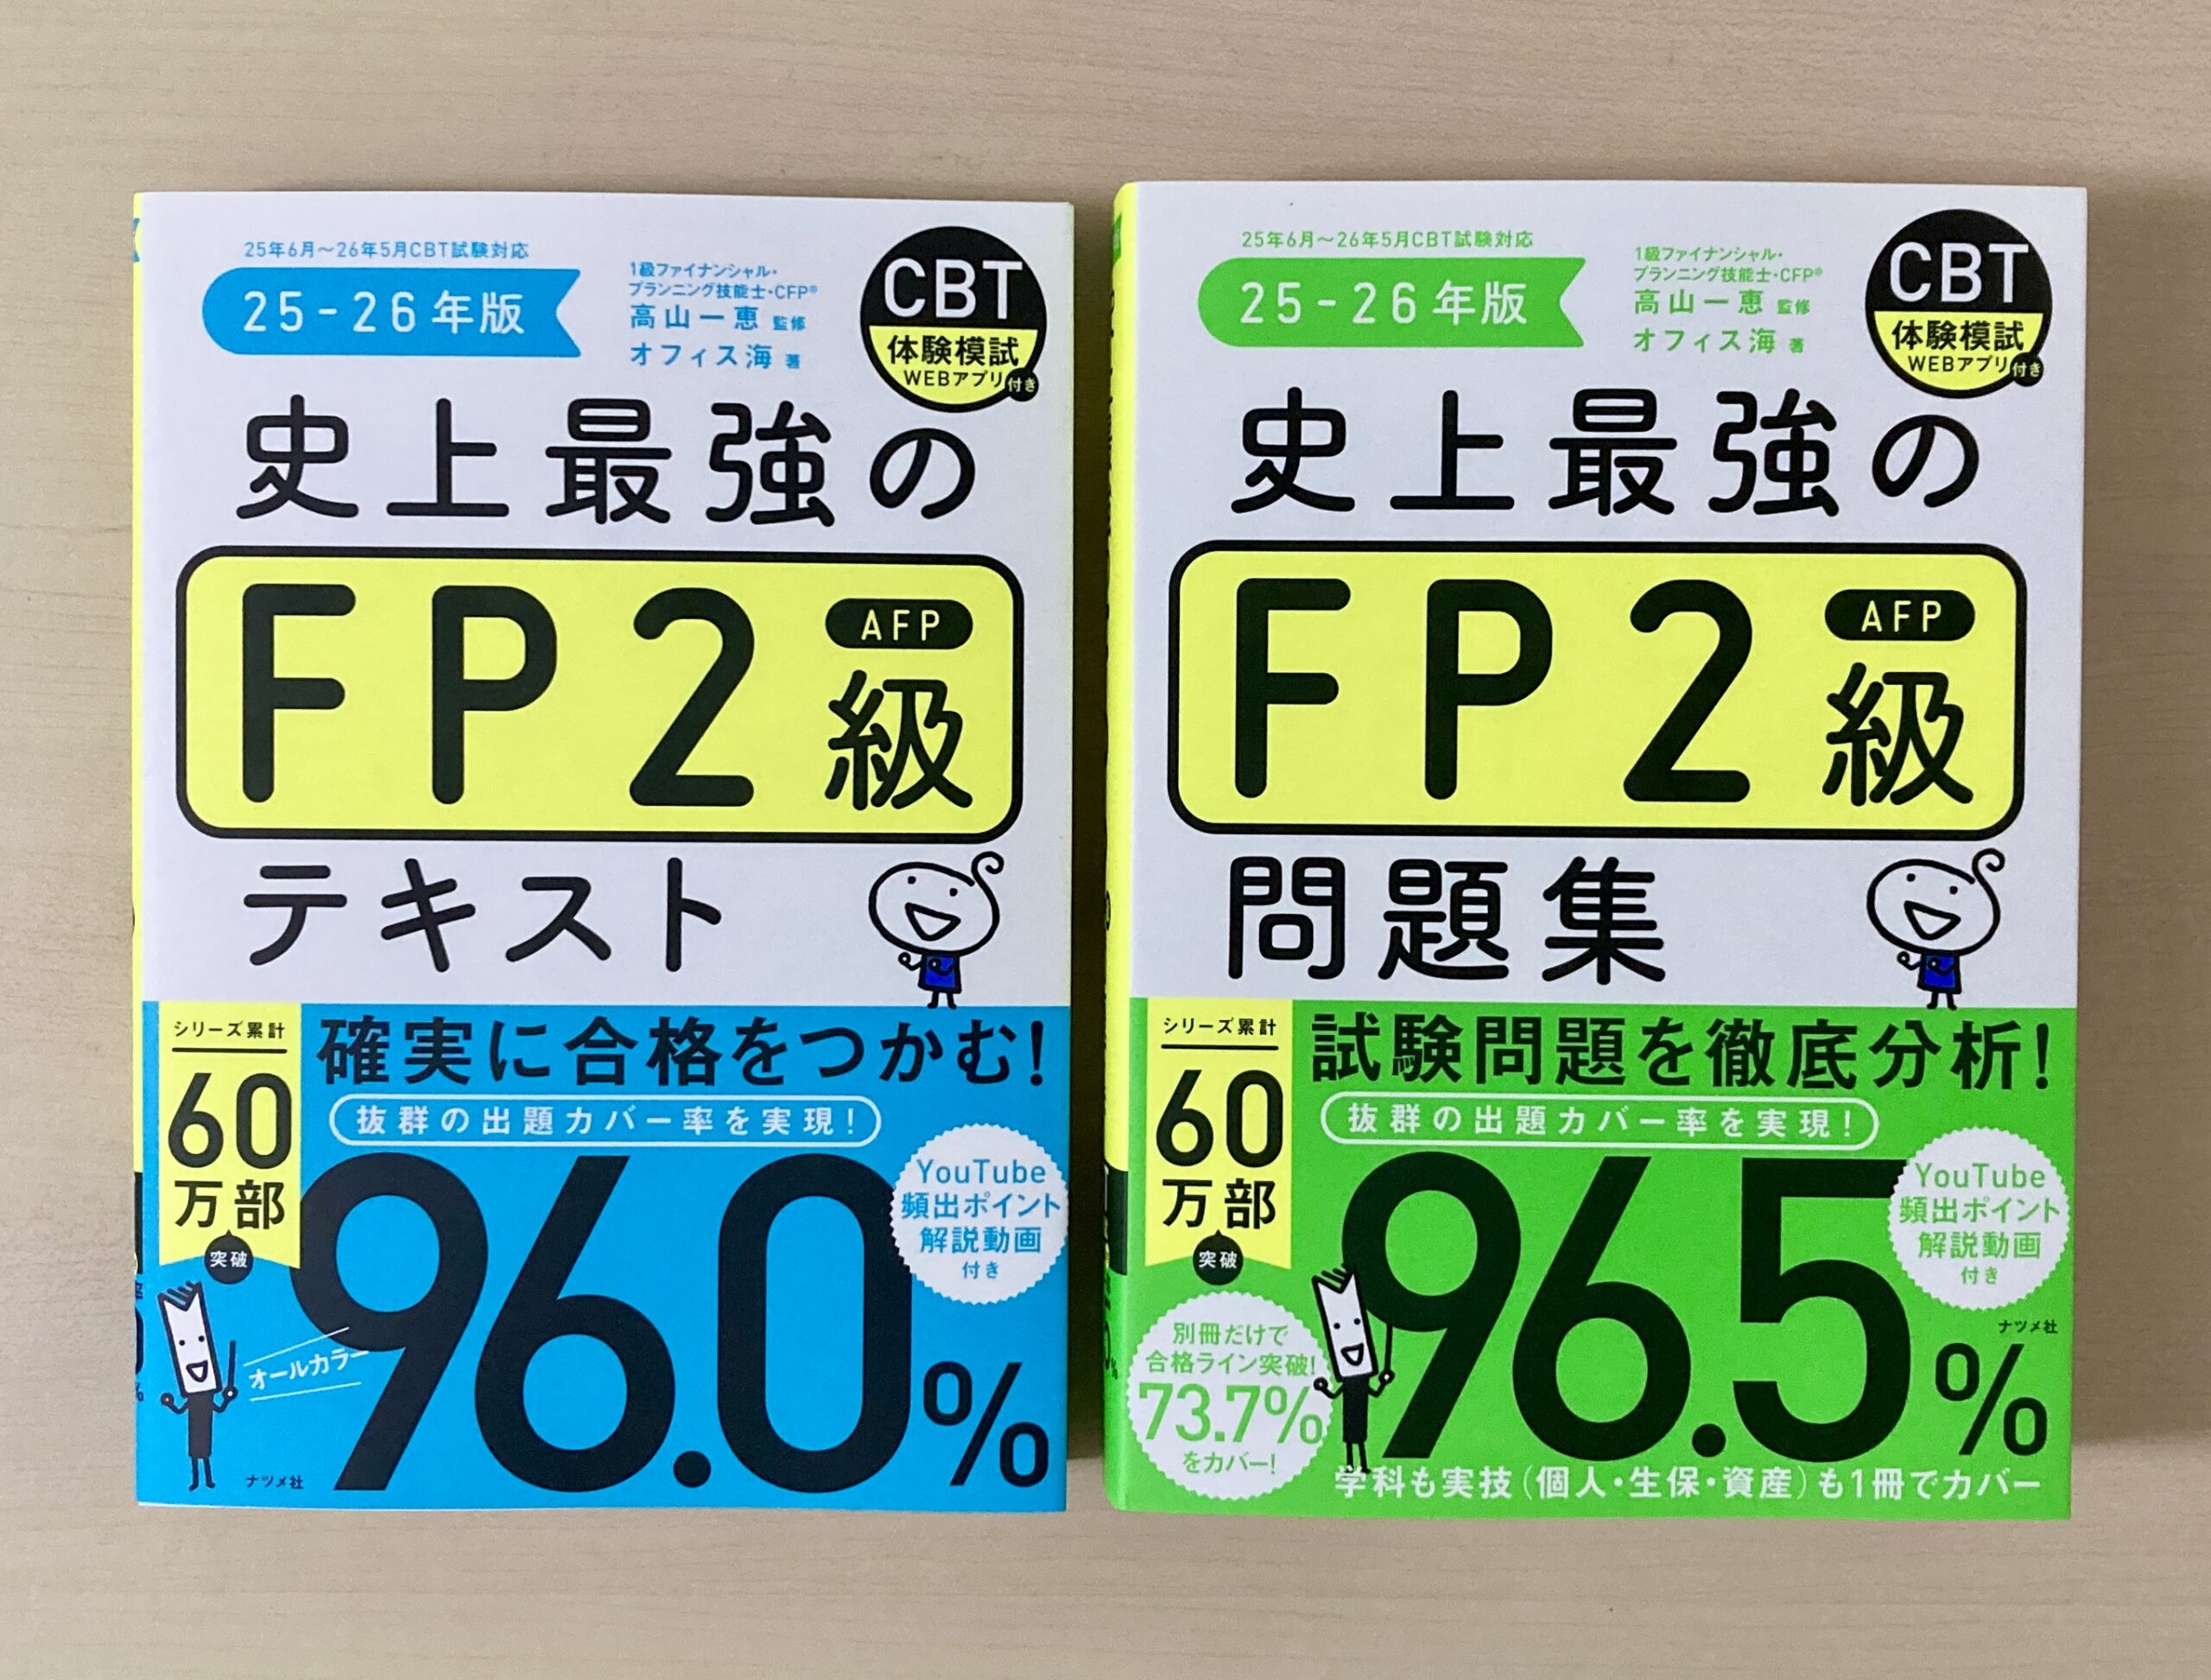 25年6月～26年5月CBT試験対応
25-26年版
1級ファイナンシャル・
プランニング技能士・CFP®
高山一恵 監修
オフィス海 著
CBT
体験模試
WEBアプリ付き
史上最強の
FP2級
AFP
テキスト
シリーズ累計
60
万部
突破
確実に合格をつかむ!
抜群の出題カバー率を実現!
96.0%
YouTube
頻出ポイント
解説動画
付き
オールカラー
ナツメ社
25年6月～26年5月CBT試験対応
25-26年版
1級ファイナンシャル・
プランニング技能士・CFP®
高山一恵 監修
オフィス海 著
CBT
体験模試
WEBアプリ付き
史上最強の
FP2級
AFP
問題集
シリーズ累計
60
万部
突破
試験問題を徹底分析!
抜群の出題カバー率を実現!
96.5%
YouTube
頻出ポイント
解説動画
付き
ナツメ社
別冊だけで
合格ライン突破!
73.7%
をカバー!
学科も実技(個人・生保・資産)も1冊でカバー